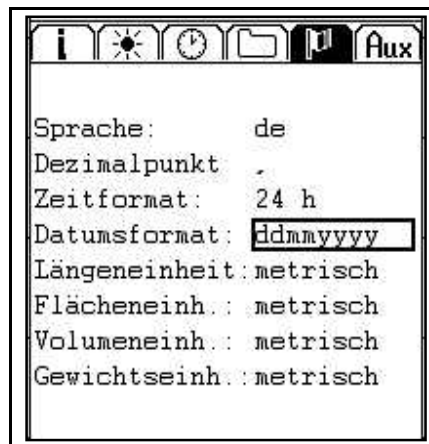 i Aux
Sprache: de
Dezimalpunkt ,
Zeitformat: 24 h
Datumsformat: ddmmyyyy
Längeneinheit: metrisch
Flächeneinh.: metrisch
Volumeneinh.: metrisch
Gewichtseinh.: metrisch